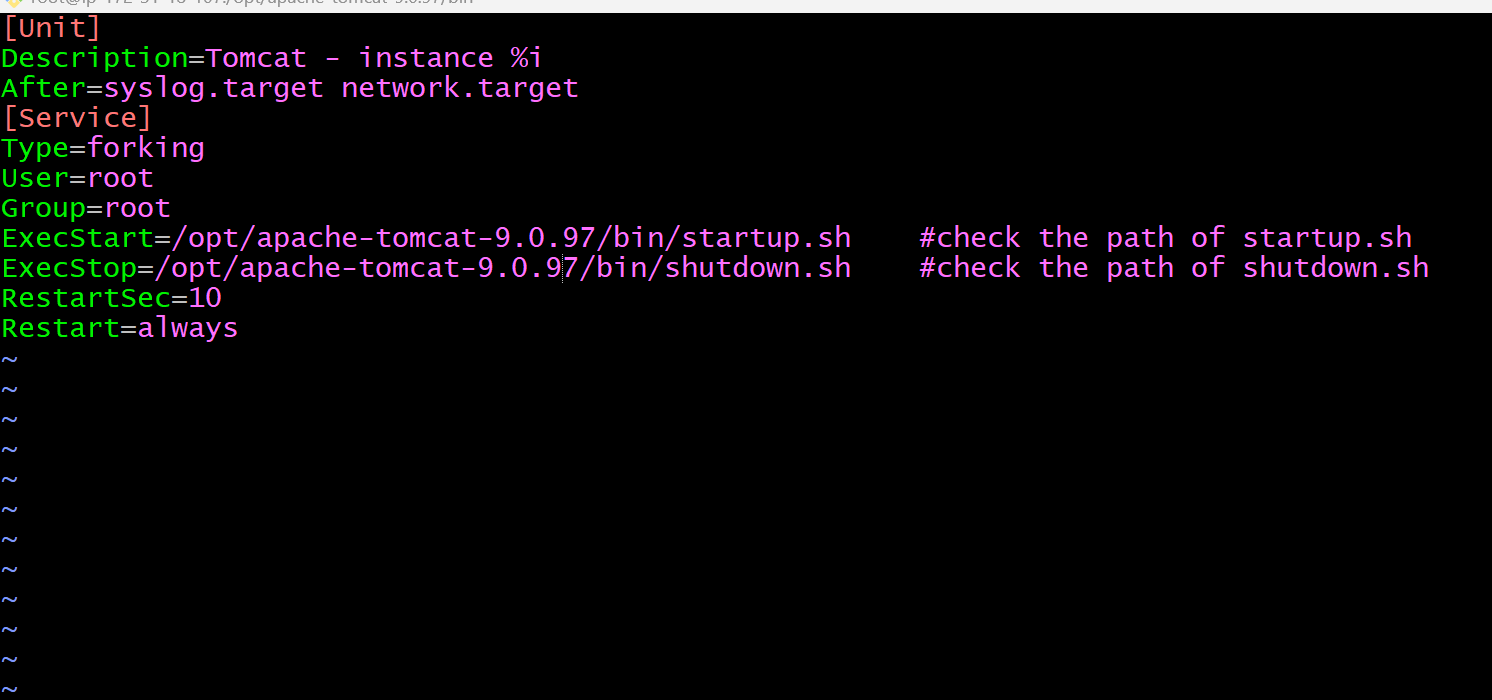 [Unit]
Description=Tomcat - instance %i
After=syslog.target network.target
[Service]
Type=forking
User=root
Group=root
ExecStart=/opt/apache-tomcat-9.0.97/bin/startup.sh    #check the path of startup.sh
ExecStop=/opt/apache-tomcat-9.0.97/bin/shutdown.sh    #check the path of shutdown.sh
RestartSec=10
Restart=always
~
~
~
~
~
~
~
~
~
~
~
~